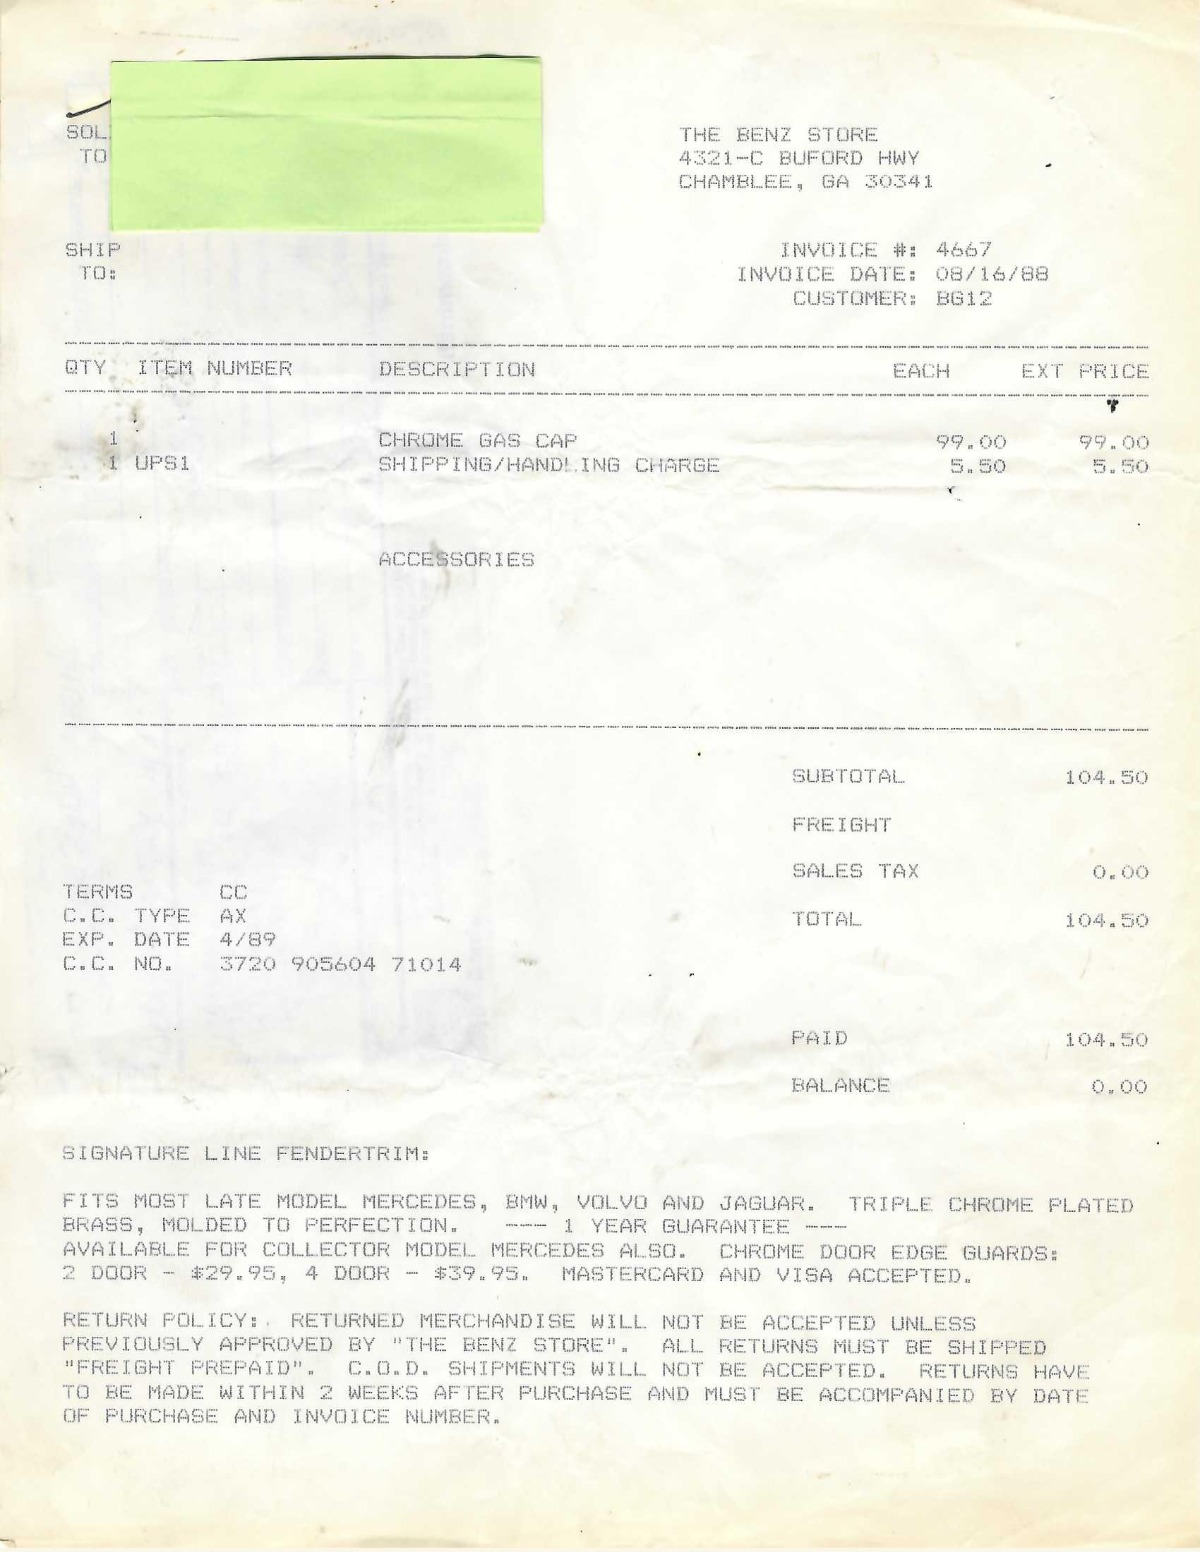 SOL
TO
THE BENZ STORE
4321-C BUFORD HWY
CHAMBLEE, GA 30341
SHIP
TO:
INVOICE #: 4667
INVOICE DATE: 08/16/88
CUSTOMER: BG12
QTY ITEM NUMBER DESCRIPTION EACH EXT PRICE
1 CHROME GAS CAP 99.00 99.00
1 UPS1 SHIPPING/HANDLING CHARGE 5.50 5.50
ACCESSORIES
SUBTOTAL 104.50
FREIGHT
SALES TAX 0.00
TERMS CC
C.C. TYPE AX
TOTAL 104.50
EXP. DATE 4/89
C.C. NO. 3720 905604 71014
PAID 104.50
BALANCE 0.00
SIGNATURE LINE FENDERTRIM:
FITS MOST LATE MODEL MERCEDES, BMW, VOLVO AND JAGUAR. TRIPLE CHROME PLATED
BRASS, MOLDED TO PERFECTION. --- 1 YEAR GUARANTEE ---
AVAILABLE FOR COLLECTOR MODEL MERCEDES ALSO. CHROME DOOR EDGE GUARDS:
2 DOOR - $29.95, 4 DOOR - $39.95. MASTERCARD AND VISA ACCEPTED.
RETURN POLICY: RETURNED MERCHANDISE WILL NOT BE ACCEPTED UNLESS
PREVIOUSLY APPROVED BY "THE BENZ STORE". ALL RETURNS MUST BE SHIPPED
"FREIGHT PREPAID". C.O.D. SHIPMENTS WILL NOT BE ACCEPTED. RETURNS HAVE
TO BE MADE WITHIN 2 WEEKS AFTER PURCHASE AND MUST BE ACCOMPANIED BY DATE
OF PURCHASE AND INVOICE NUMBER.